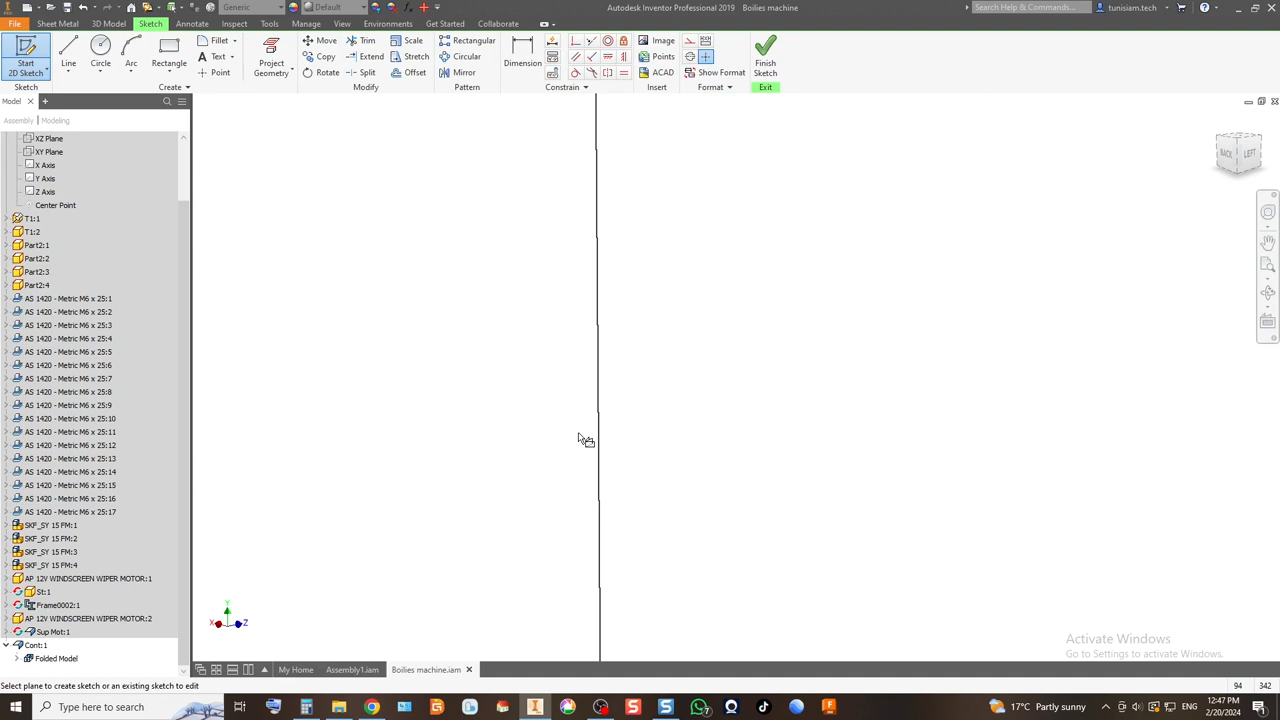 Generic
Default
Autodesk Inventor Professional 2019   Boilies machine
Search Help & Commands...
tunisiam.tech
File
Sheet Metal
3D Model
Sketch
Annotate
Inspect
Tools
Manage
View
Environments
Get Started
Collaborate
Start
2D Sketch
Line
Circle
Arc
Rectangle
Fillet
Text
Point
Project
Geometry
Move
Copy
Rotate
Trim
Extend
Split
Scale
Stretch
Offset
Rectangular
Circular
Mirror
Dimension
Image
Points
ACAD
Show Format
Finish
Sketch
Sketch
Create
Modify
Pattern
Constrain
Insert
Format
Exit
Model
Assembly
Modeling
XZ Plane
XY Plane
X Axis
Y Axis
Z Axis
Center Point
T1:1
T1:2
Part2:1
Part2:2
Part2:3
Part2:4
AS 1420 - Metric M6 x 25:1
AS 1420 - Metric M6 x 25:2
AS 1420 - Metric M6 x 25:3
AS 1420 - Metric M6 x 25:4
AS 1420 - Metric M6 x 25:5
AS 1420 - Metric M6 x 25:6
AS 1420 - Metric M6 x 25:7
AS 1420 - Metric M6 x 25:8
AS 1420 - Metric M6 x 25:9
AS 1420 - Metric M6 x 25:10
AS 1420 - Metric M6 x 25:11
AS 1420 - Metric M6 x 25:12
AS 1420 - Metric M6 x 25:13
AS 1420 - Metric M6 x 25:14
AS 1420 - Metric M6 x 25:15
AS 1420 - Metric M6 x 25:16
AS 1420 - Metric M6 x 25:17
SKF_SY 15 FM:1
SKF_SY 15 FM:2
SKF_SY 15 FM:3
SKF_SY 15 FM:4
AP 12V WINDSCREEN WIPER MOTOR:1
St:1
Frame0002:1
AP 12V WINDSCREEN WIPER MOTOR:2
Sup Mot:1
Cont:1
Folded Model
BACK
LEFT
Y
X
Z
Activate Windows
Go to Settings to activate Windows.
My Home
Assembly1.iam
Boilies machine.iam
Select plane to create sketch or an existing sketch to edit
94
342
Type here to search
17°C Partly sunny
12:47 PM
2/20/2024